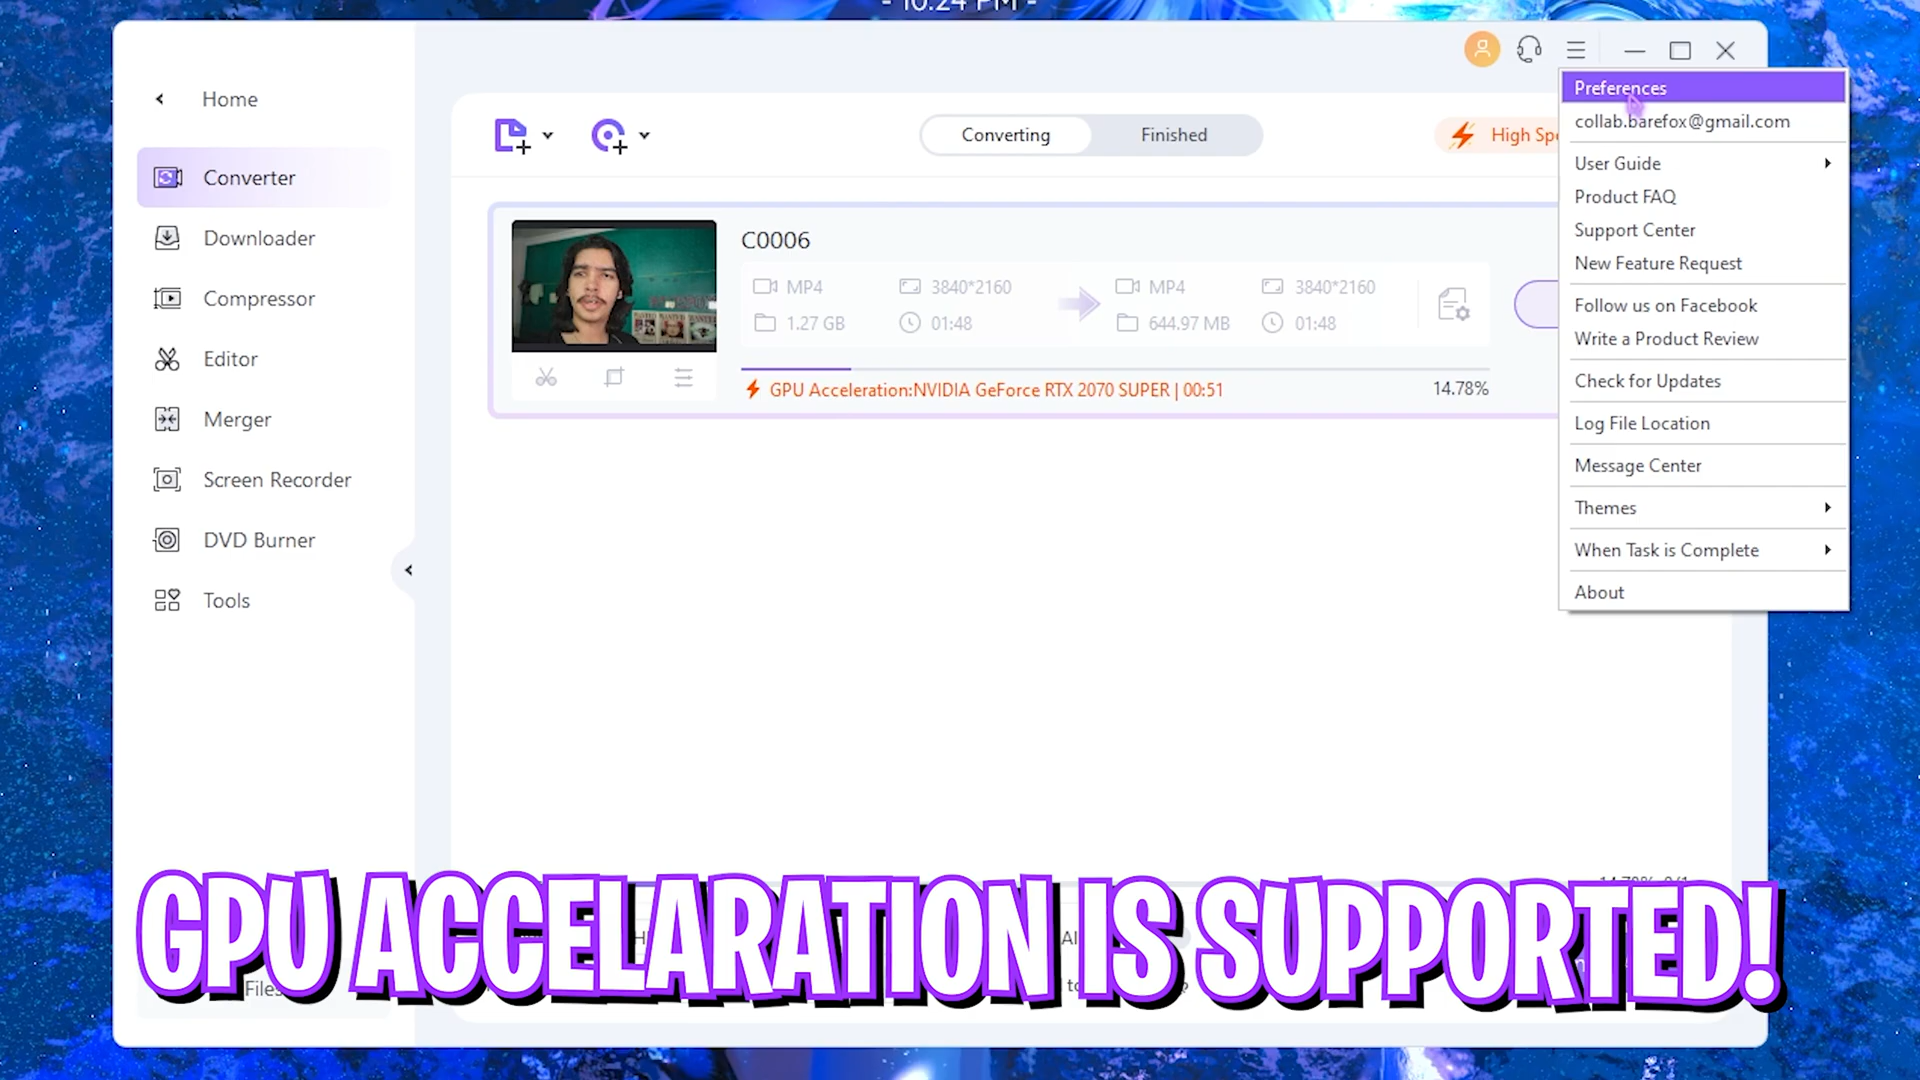 - 10:24 PM -
Home
Converter
Downloader
Compressor
Editor
Merger
Screen Recorder
DVD Burner
Tools
Converting
Finished
C0006
MP4
3840*2160
MP4
3840*2160
1.27 GB
01:48
644.97 MB
01:48
GPU Acceleration:NVIDIA GeForce RTX 2070 SUPER | 00:51
14.78%
Preferences
collab.barefox@gmail.com
User Guide
Product FAQ
Support Center
New Feature Request
Follow us on Facebook
Write a Product Review
Check for Updates
Log File Location
Message Center
Themes
When Task is Complete
About
High
GPU ACCELARATION IS SUPPORTED!
Files